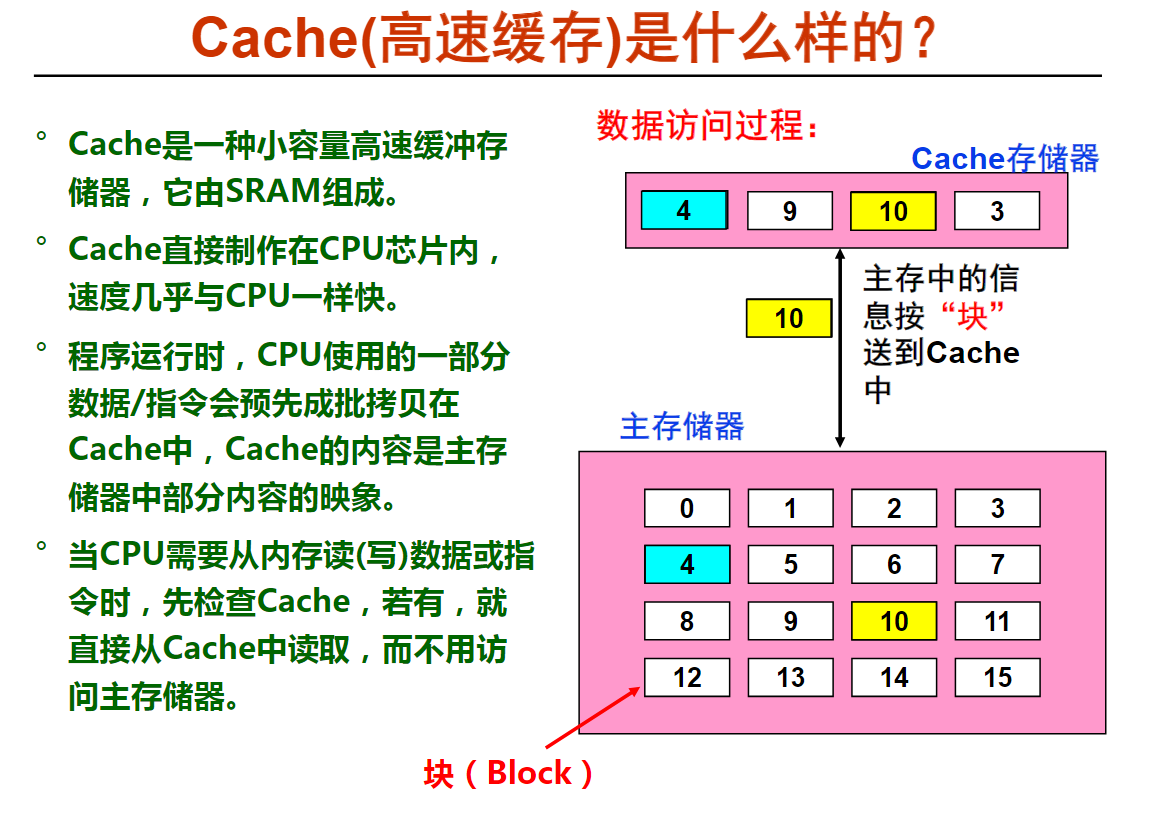 Cache(高速缓存)是什么样的？
° Cache是一种小容量高速缓冲存
储器，它由SRAM组成。
° Cache直接制作在CPU芯片内，
速度几乎与CPU一样快。
° 程序运行时，CPU使用的一部分
数据/指令会预先成批拷贝在
Cache中，Cache的内容是主存
储器中部分内容的映象。
° 当CPU需要从内存读(写)数据或指
令时，先检查Cache，若有，就
直接从Cache中读取，而不用访
问主存储器。
数据访问过程：
Cache存储器
4 9 10 3
10
主存中的信
息按“块”
送到Cache
中
主存储器
0 1 2 3
4 5 6 7
8 9 10 11
12 13 14 15
块（Block）